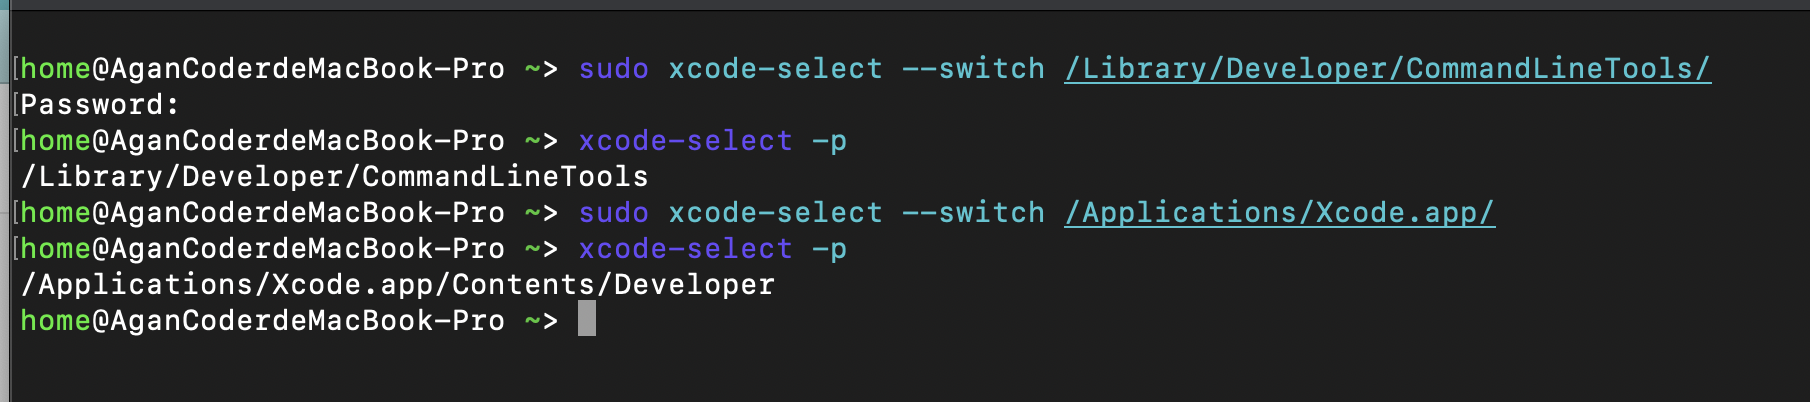 home@AganCoderdeMacBook-Pro ~> sudo xcode-select --switch /Library/Developer/CommandLineTools/
Password:
home@AganCoderdeMacBook-Pro ~> xcode-select -p
/Library/Developer/CommandLineTools
home@AganCoderdeMacBook-Pro ~> sudo xcode-select --switch /Applications/Xcode.app/
home@AganCoderdeMacBook-Pro ~> xcode-select -p
/Applications/Xcode.app/Contents/Developer
home@AganCoderdeMacBook-Pro ~>